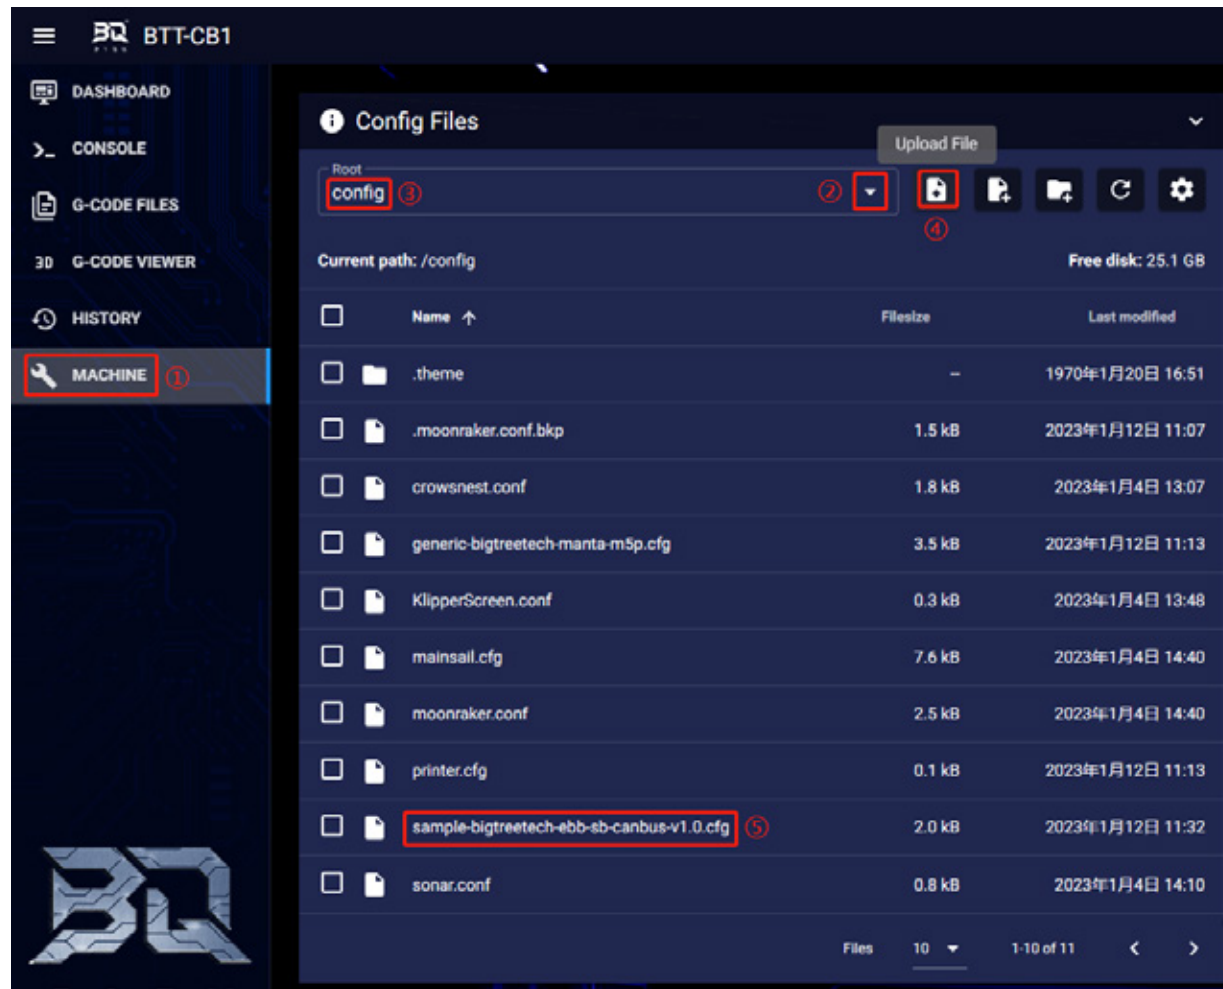 BQ BTT-CB1
DASHBOARD
CONSOLE
G-CODE FILES
3D G-CODE VIEWER
HISTORY
MACHINE ①
Config Files
Upload File
Root
config ③ ②
④
Current path: /config Free disk: 25.1 GB
Name Filesize Last modified
.theme -- 1970年1月20日 16:51
.moonraker.conf.bkp 1.5 kB 2023年1月12日 11:07
crowsnest.conf 1.8 kB 2023年1月4日 13:07
generic-bigtreetech-manta-m5p.cfg 3.5 kB 2023年1月12日 11:13
KlipperScreen.conf 0.3 kB 2023年1月4日 13:48
mainsail.cfg 7.6 kB 2023年1月4日 14:40
moonraker.conf 2.5 kB 2023年1月4日 14:40
printer.cfg 0.1 kB 2023年1月12日 11:13
sample-bigtreetech-ebb-sb-canbus-v1.0.cfg ⑤ 2.0 kB 2023年1月12日 11:32
sonar.conf 0.8 kB 2023年1月4日 14:10
Files 10 1-10 of 11
BQ